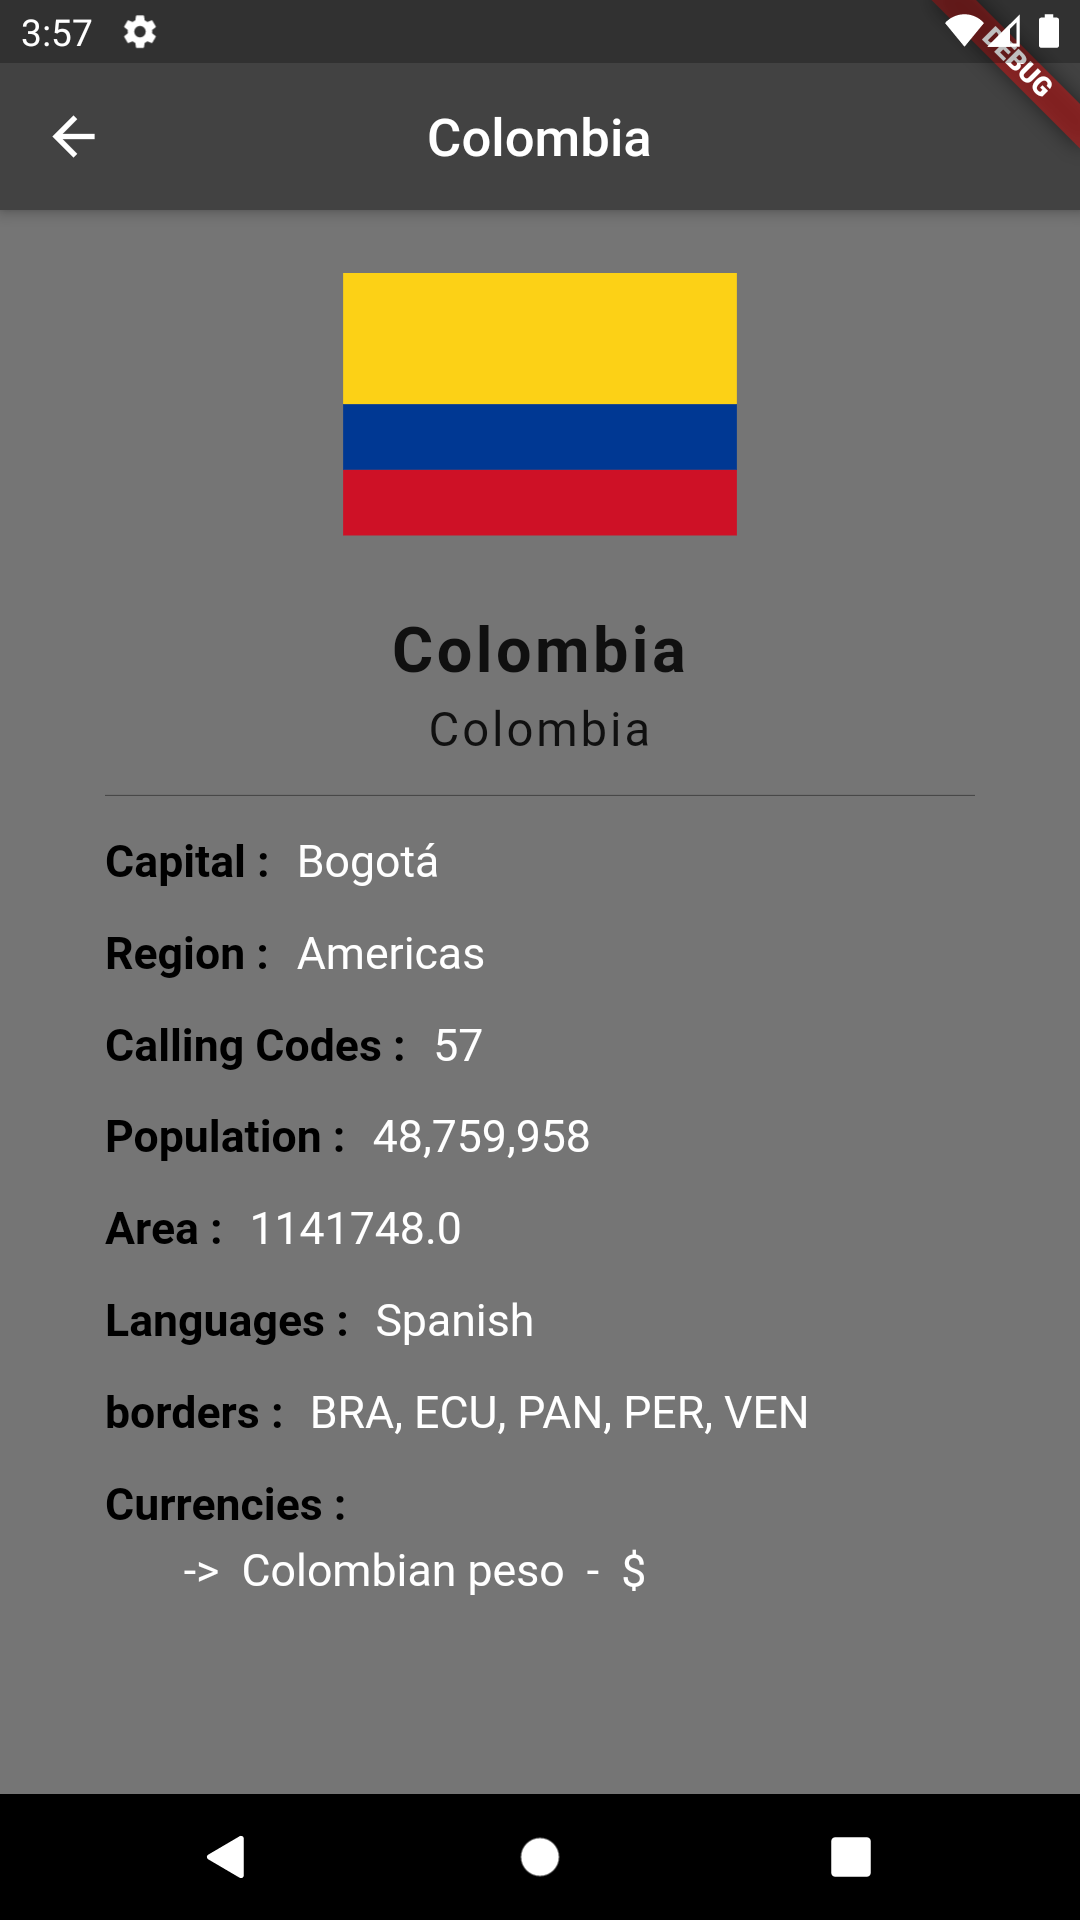 3:57
DEBUG
Colombia
Colombia
Colombia
Capital : Bogotá
Region : Americas
Calling Codes : 57
Population : 48,759,958
Area : 1141748.0
Languages : Spanish
borders : BRA, ECU, PAN, PER, VEN
Currencies :
-> Colombian peso - $